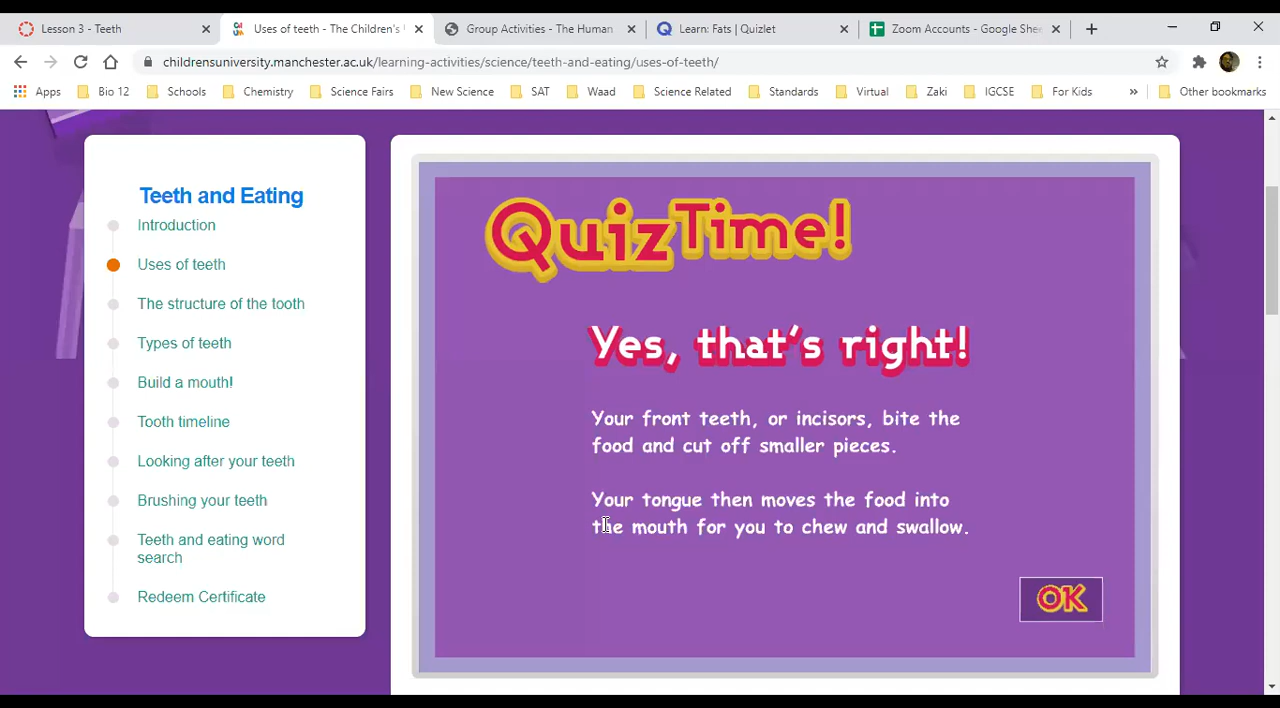 Lesson 3 - Teeth
Uses of teeth - The Children's
Group Activities - The Human
Learn: Fats | Quizlet
Zoom Accounts - Google Shee
childrensuniversity.manchester.ac.uk/learning-activities/science/teeth-and-eating/uses-of-teeth/
Apps Bio 12 Schools Chemistry Science Fairs New Science SAT Waad Science Related Standards Virtual Zaki IGCSE For Kids » Other bookmarks
Teeth and Eating
Introduction
Uses of teeth
The structure of the tooth
Types of teeth
Build a mouth!
Tooth timeline
Looking after your teeth
Brushing your teeth
Teeth and eating word
search
Redeem Certificate
QuizTime!
Yes, that's right!
Your front teeth, or incisors, bite the
food and cut off smaller pieces.
Your tongue then moves the food into
the mouth for you to chew and swallow.
OK